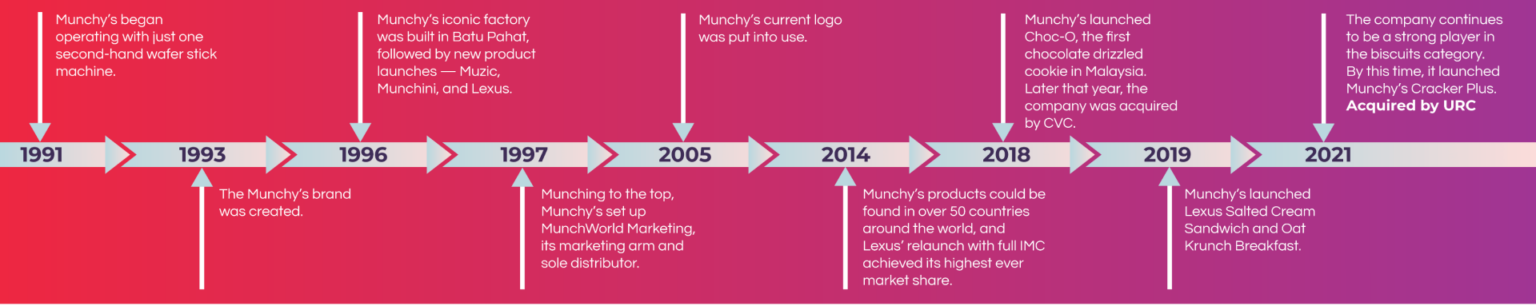 Munchy's began
operating with just one
second-hand wafer stick
machine.
Munchy's iconic factory
was built in Batu Pahat,
followed by new product
launches — Muzic,
Munchini, and Lexus.
Munchy's current logo
was put into use.
Munchy's launched
Choc-O, the first
chocolate drizzled
cookie in Malaysia.
Later that year, the
company was acquired
by CVC.
The company continues
to be a strong player in
the biscuits category.
By this time, it launched
Munchy's Cracker Plus.
Acquired by URC
1991 1993 1996 1997 2005 2014 2018 2019 2021
The Munchy's brand
was created.
Munching to the top,
Munchy's set up
MunchWorld Marketing,
its marketing arm and
sole distributor.
Munchy's products could be
found in over 50 countries
around the world, and
Lexus' relaunch with full IMC
achieved its highest ever
market share.
Munchy's launched
Lexus Salted Cream
Sandwich and Oat
Krunch Breakfast.